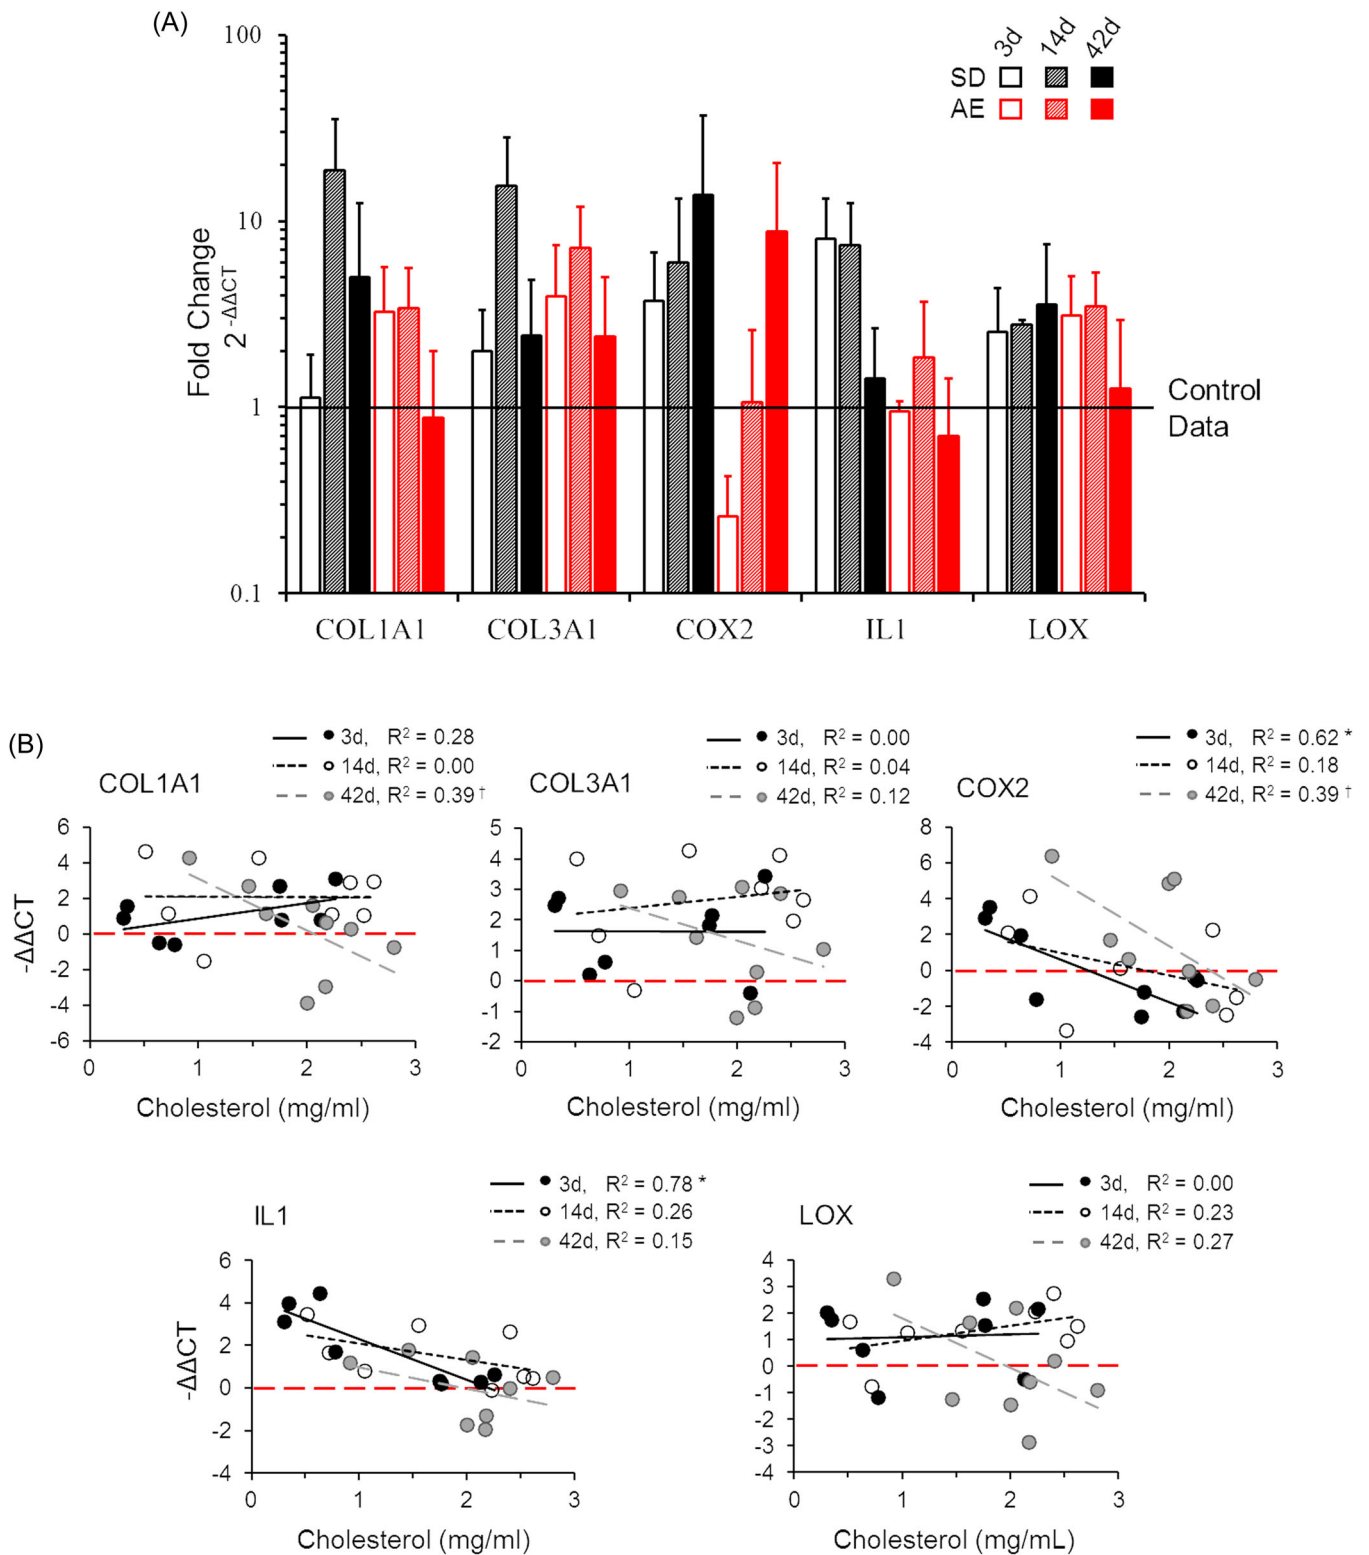 (A)
3d 14d 42d
SD
AE
100
10
1
0.1
Fold Change
2 -ΔΔCT
Control
Data
COL1A1 COL3A1 COX2 IL1 LOX
(B)
COL1A1
3d, R² = 0.28
14d, R² = 0.00
42d, R² = 0.39 †
6
4
2
0
-2
-4
-6
-ΔΔCT
0 1 2 3
Cholesterol (mg/ml)
COL3A1
3d, R² = 0.00
14d, R² = 0.04
42d, R² = 0.12
5
4
3
2
1
0
-1
-2
0 1 2 3
Cholesterol (mg/ml)
COX2
3d, R² = 0.62 *
14d, R² = 0.18
42d, R² = 0.39 †
8
6
4
2
0
-2
-4
0 1 2 3
Cholesterol (mg/ml)
IL1
3d, R² = 0.78 *
14d, R² = 0.26
42d, R² = 0.15
6
4
2
0
-2
-4
-ΔΔCT
0 1 2 3
Cholesterol (mg/ml)
LOX
3d, R² = 0.00
14d, R² = 0.23
42d, R² = 0.27
4
3
2
1
0
-1
-2
-3
-4
0 1 2 3
Cholesterol (mg/mL)